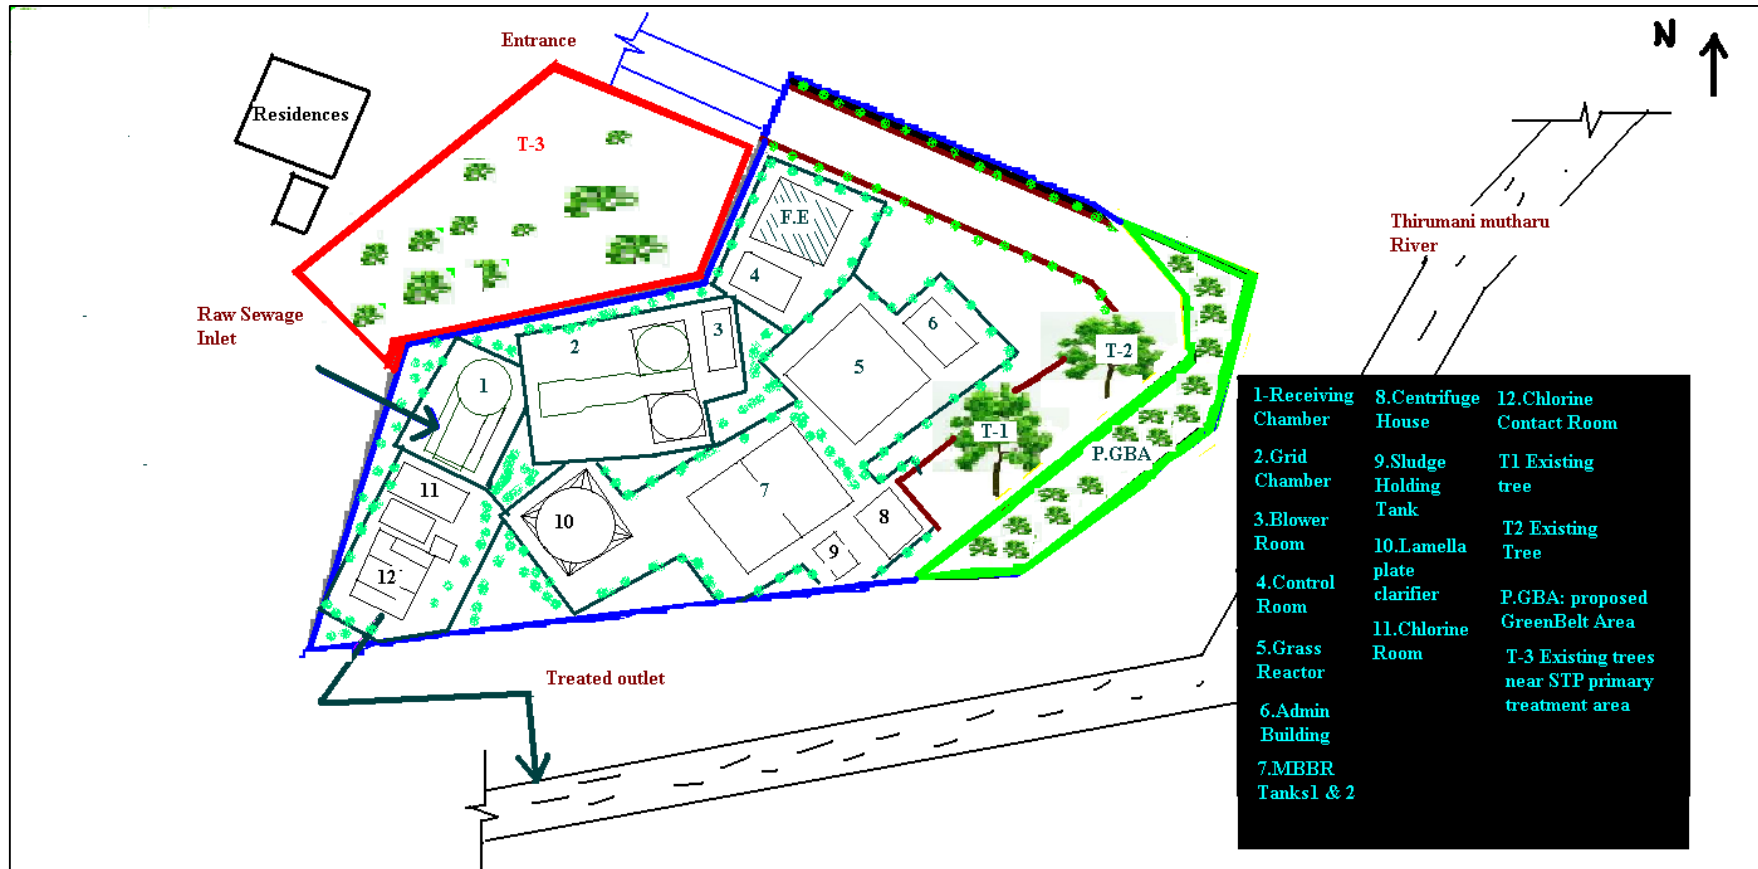 N
Entrance
Residences
T-3
F.E
Thirumani mutharu
River
4
Raw Sewage
Inlet
3
6
2
5
T-2
1
T-1
P.GBA
11
7
10
8
9
12
Treated outlet
1-Receiving
Chamber
2.Grid
Chamber
3.Blower
Room
4.Control
Room
5.Grass
Reactor
6.Admin
Building
7.MBBR
Tanks1 & 2
8.Centrifuge
House
9.Sludge
Holding
Tank
10.Lamella
plate
clarifier
11.Chlorine
Room
12.Chlorine
Contact Room
T1 Existing
tree
T2 Existing
Tree
P.GBA: proposed
GreenBelt Area
T-3 Existing trees
near STP primary
treatment area